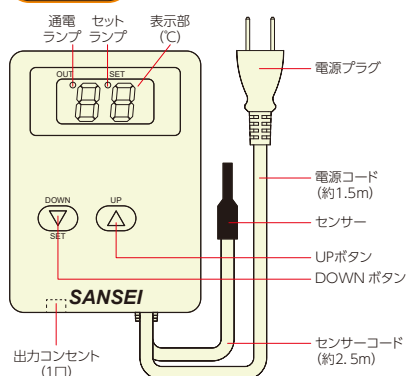 通電
ランプ
セット
ランプ
表示部
(℃)
OUT
SET
88
電源プラグ
電源コード
(約1.5m)
センサー
DOWN
UP
SET
UPボタン
DOWN ボタン
SANSEI
センサーコード
(約2.5m)
出力コンセント
(1口)